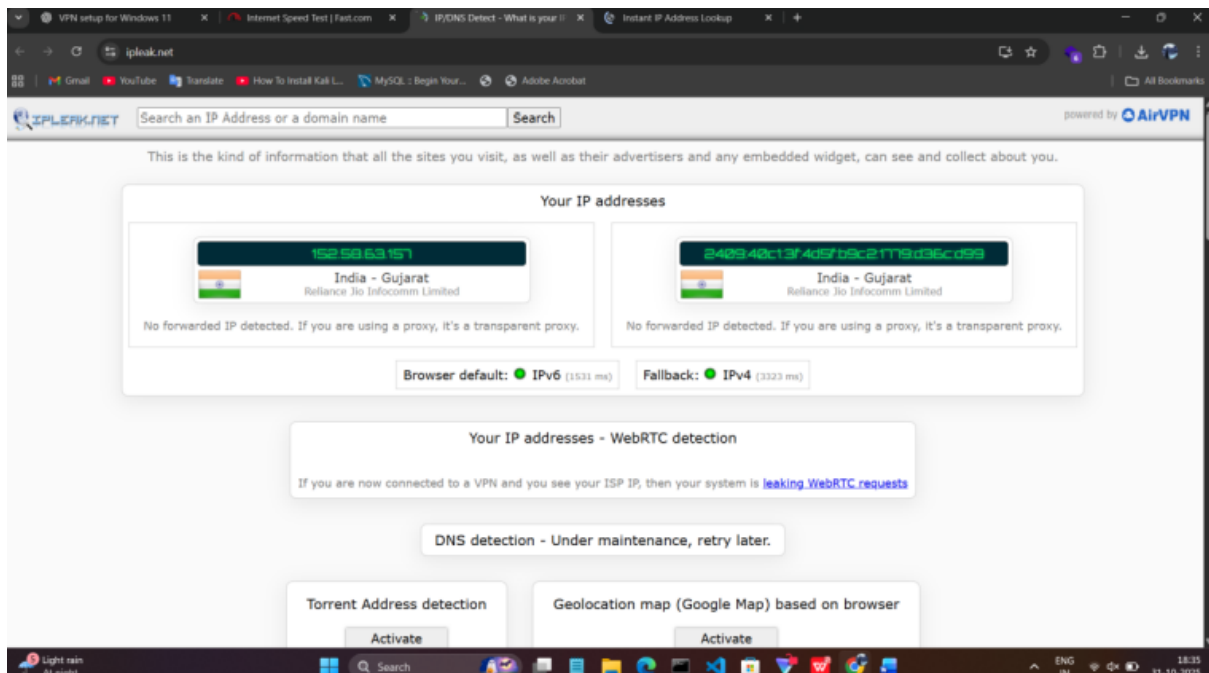 VPN setup for Windows 11
Internet Speed Test | Fast.com
IP/DNS Detect - What is your I
Instant IP Address Lookup
ipleak.net
Gmail
YouTube
Translate
How To Install Kali L...
MySQL :: Begin Your...
Adobe Acrobat
All Bookmarks
IPLEAK.NET
Search an IP Address or a domain name
Search
powered by AirVPN
This is the kind of information that all the sites you visit, as well as their advertisers and any embedded widget, can see and collect about you.
Your IP addresses
152.58.63.157
India - Gujarat
Reliance Jio Infocomm Limited
No forwarded IP detected. If you are using a proxy, it's a transparent proxy.
India - Gujarat
Reliance Jio Infocomm Limited
No forwarded IP detected. If you are using a proxy, it's a transparent proxy.
Browser default: IPv6 (1531 ms)
Fallback: IPv4 (3323 ms)
Your IP addresses - WebRTC detection
If you are now connected to a VPN and you see your ISP IP, then your system is leaking WebRTC requests
DNS detection - Under maintenance, retry later.
Torrent Address detection
Activate
Geolocation map (Google Map) based on browser
Activate
Light rain
At night
Search
ENG
IN
18:35
31-10-2025